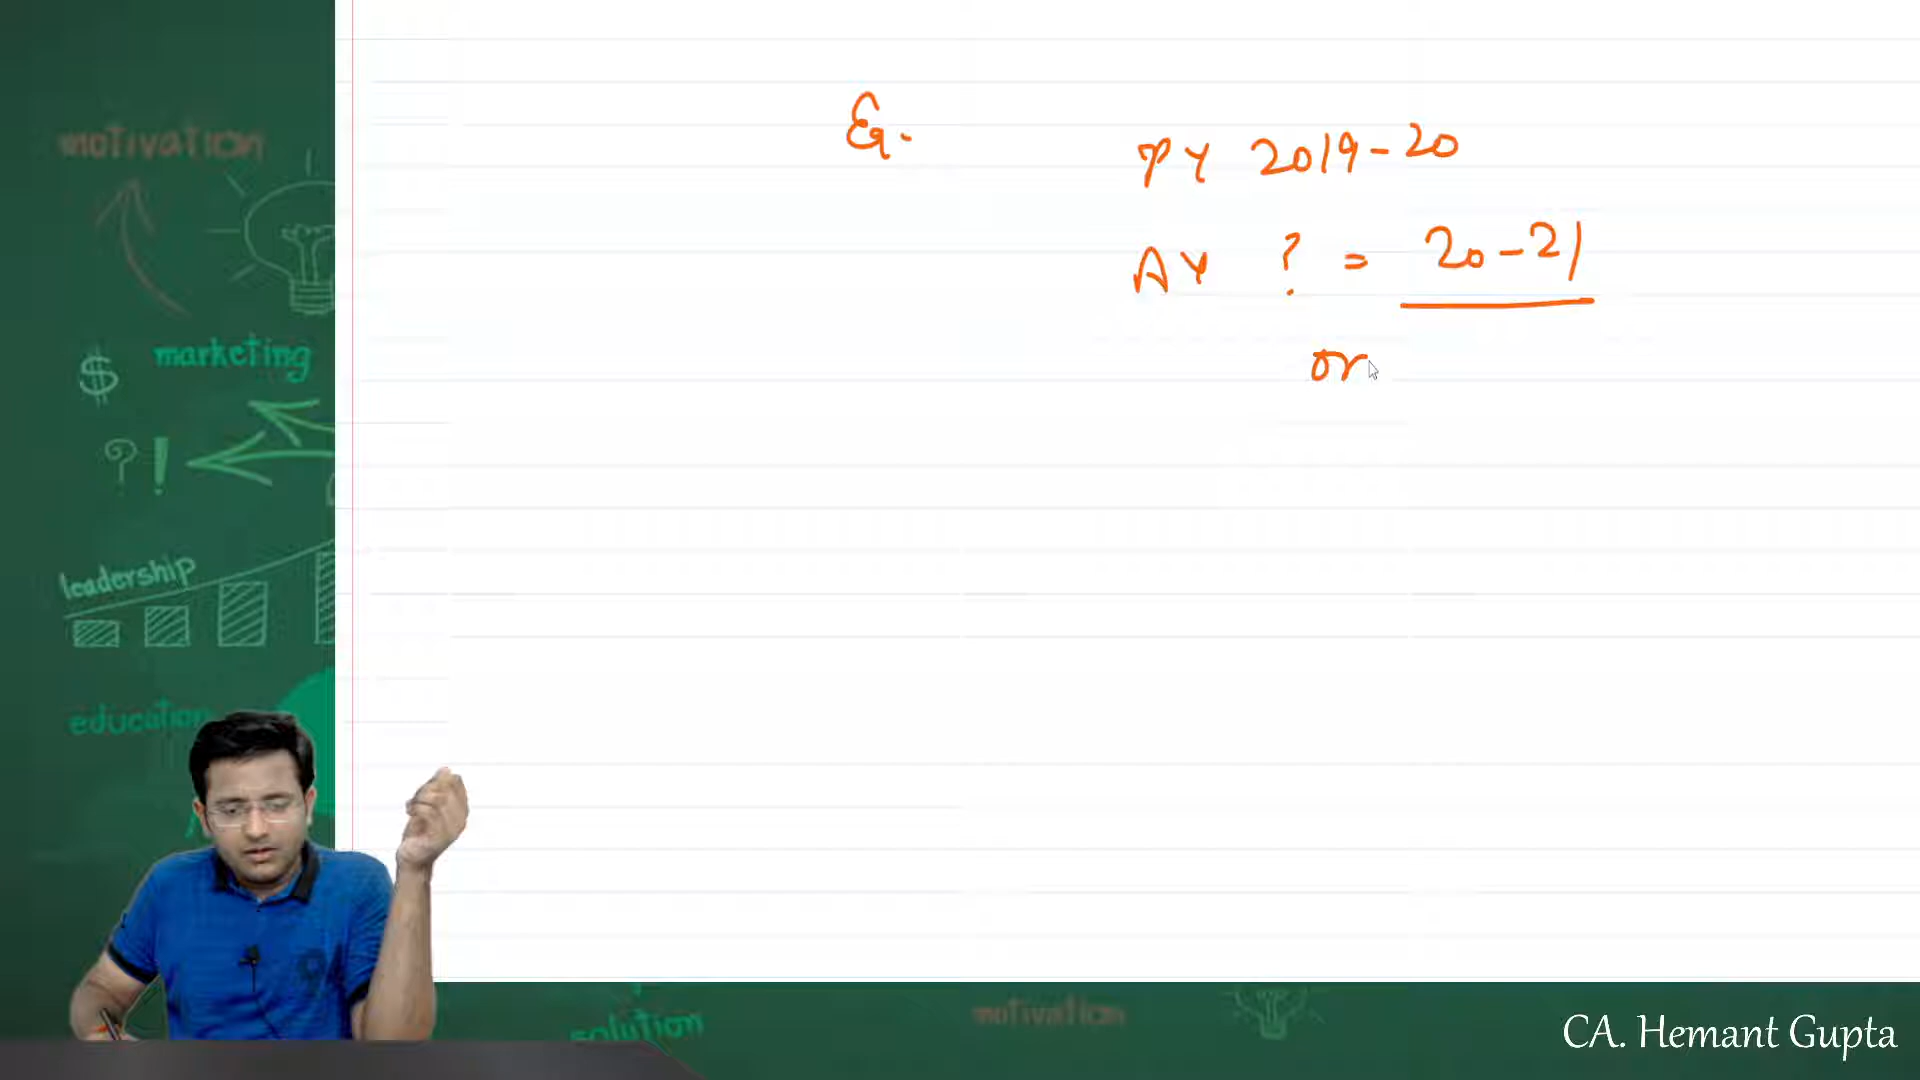 Eg.
PY 2019-20
AY ? = 20-21
or
motivation
$
marketing
? !
leadership
education
solution
motivation
CA. Hemant Gupta